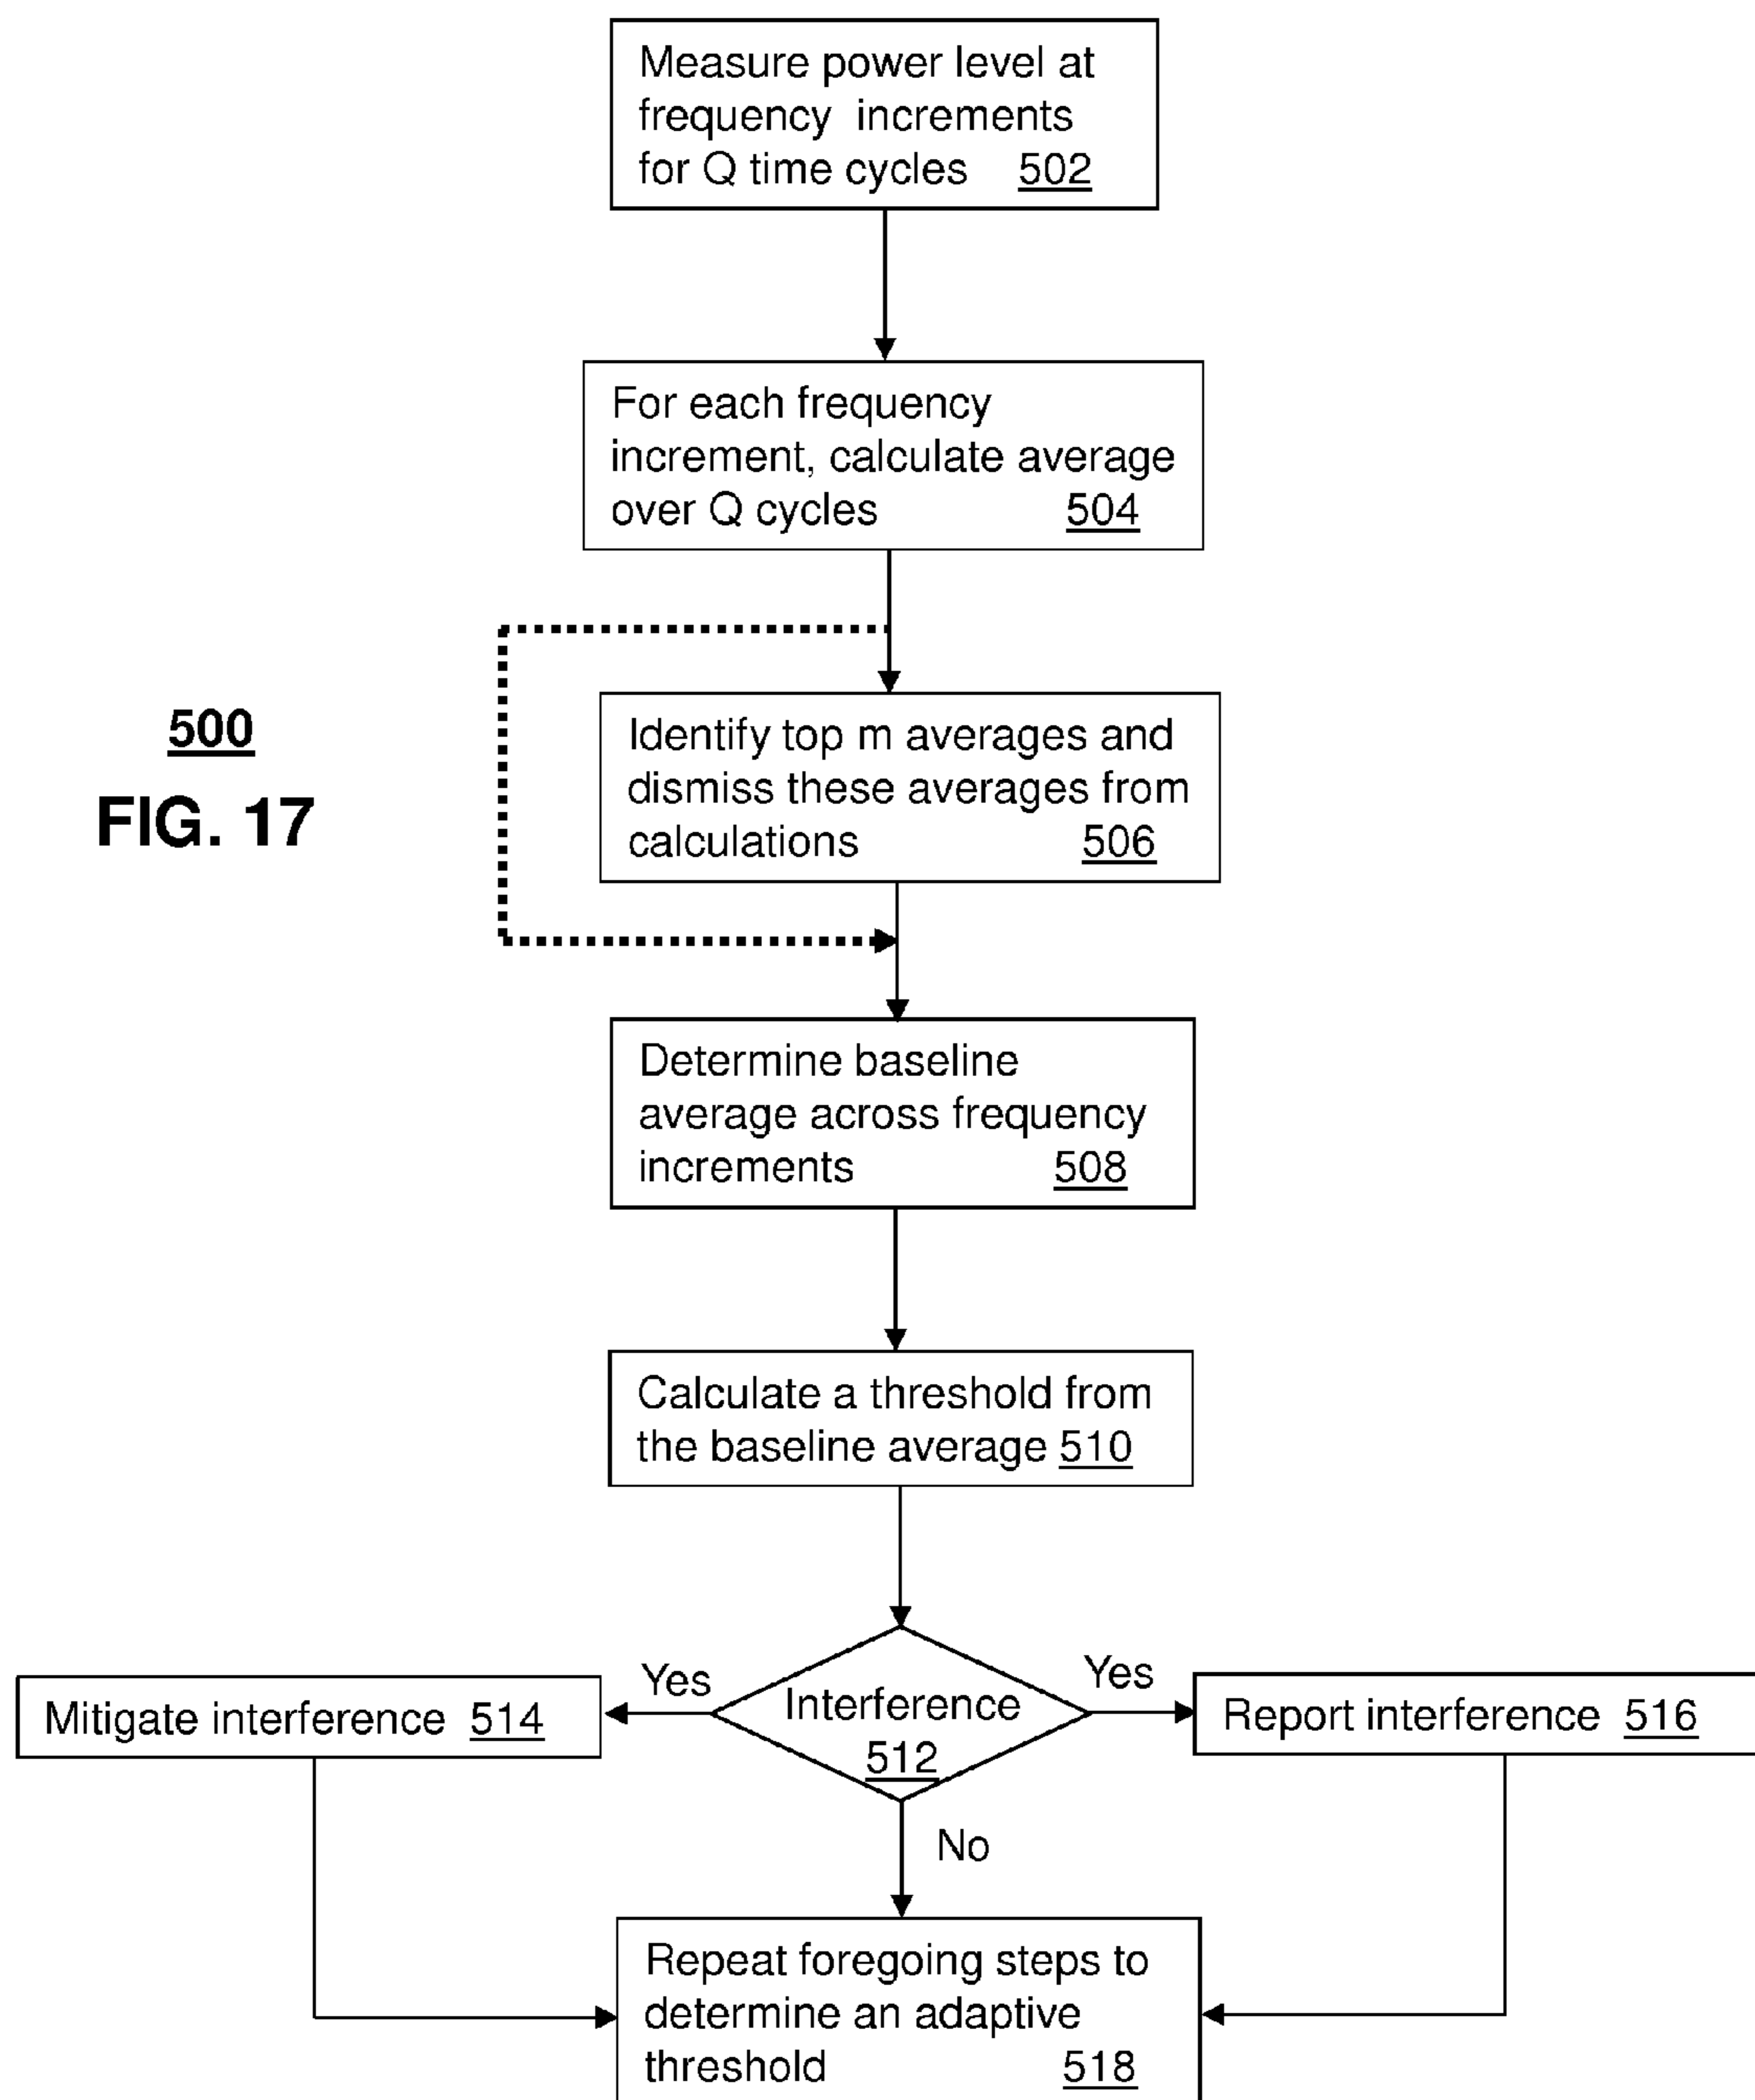 Measure power level at
frequency increments
for Q time cycles 502
For each frequency
increment, calculate average
over Q cycles 504
500
FIG. 17
Identify top m averages and
dismiss these averages from
calculations 506
Determine baseline
average across frequency
increments 508
Calculate a threshold from
the baseline average 510
Yes
Yes
Mitigate interference 514
Interference
512
Report interference 516
No
Repeat foregoing steps to
determine an adaptive
threshold 518